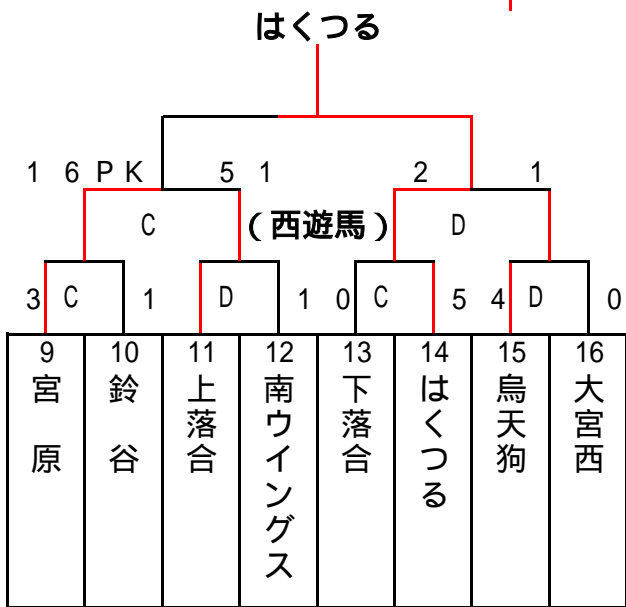 はくつる
1 6 P K 5 1 2 1
C (西遊馬) D
3 C 1 D 1 0 C 5 4 D 0
9 10 11 12 13 14 15 16
宮原
鈴谷
上落合
南ウイングス
下落合
はくつる
烏天狗
大宮西